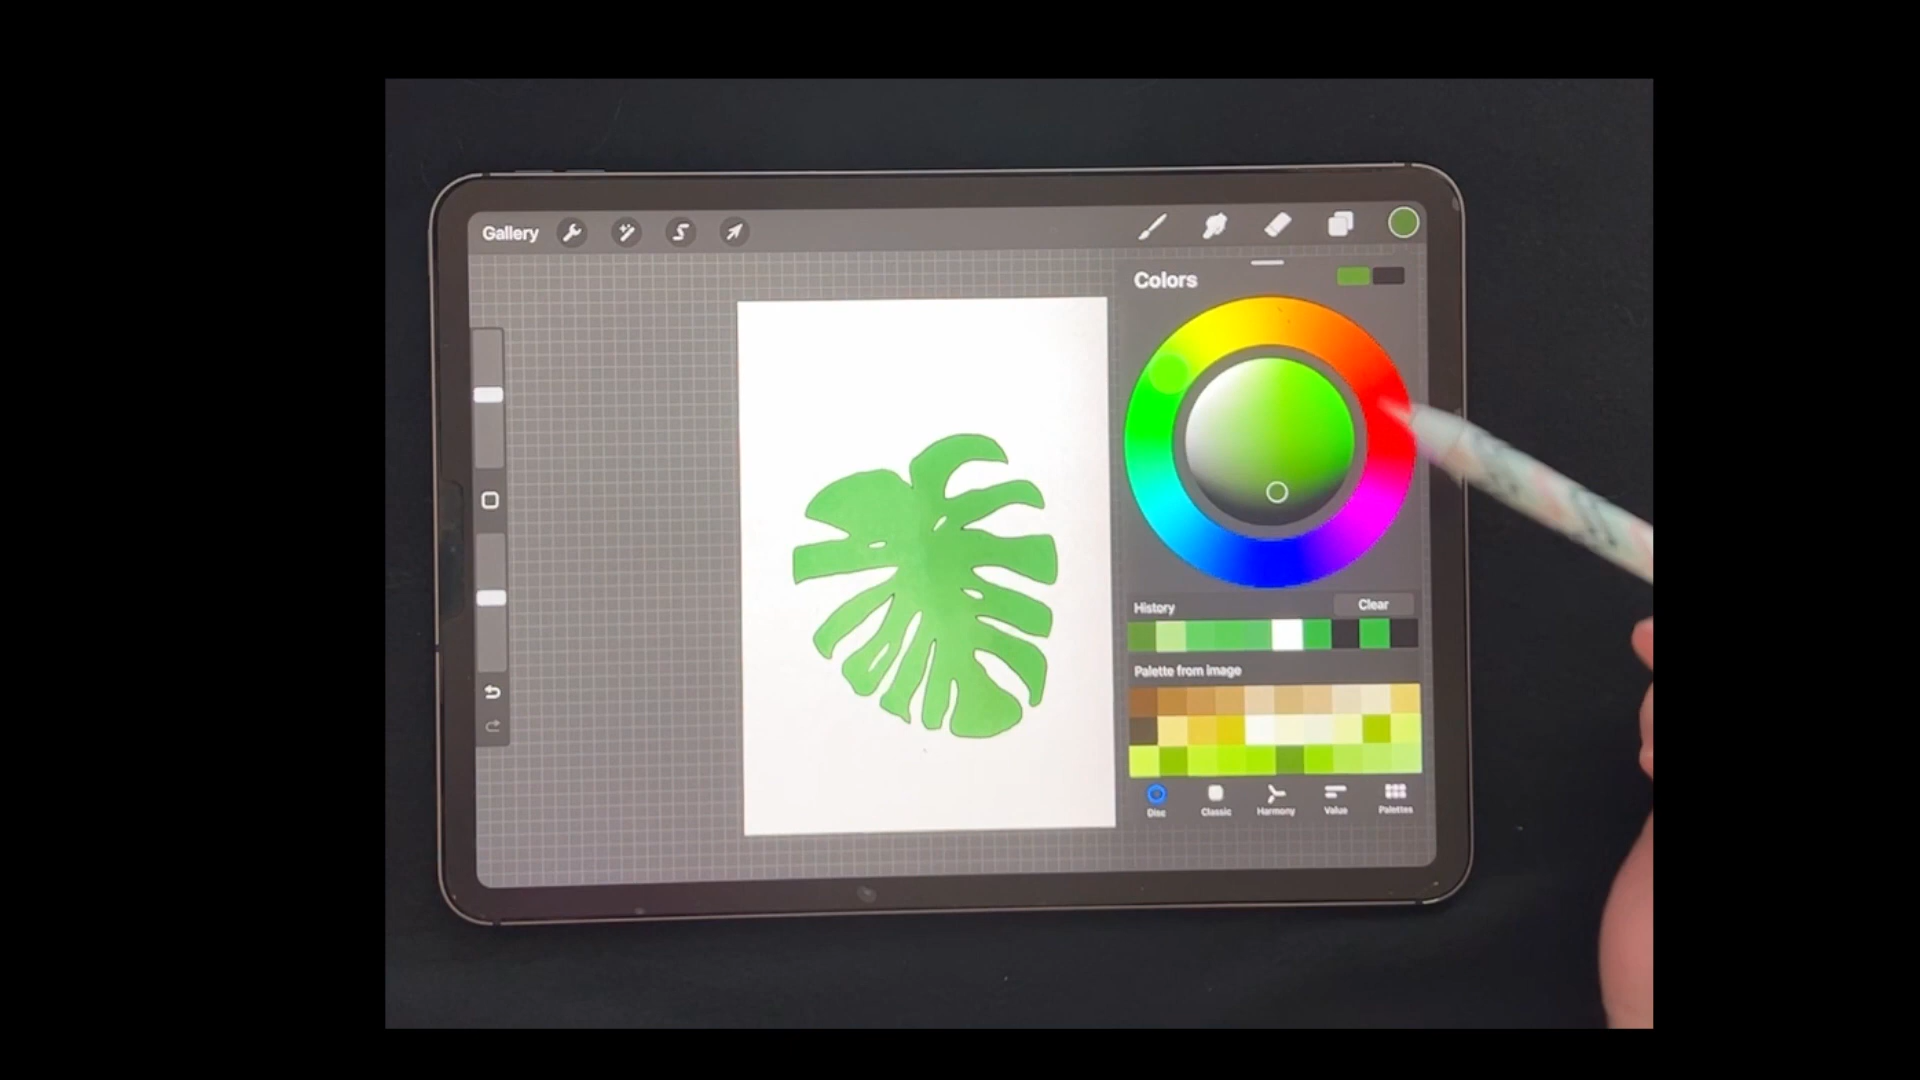 Gallery
Colors
History
Clear
Palette from image
Disc
Classic
Harmony
Value
Palettes